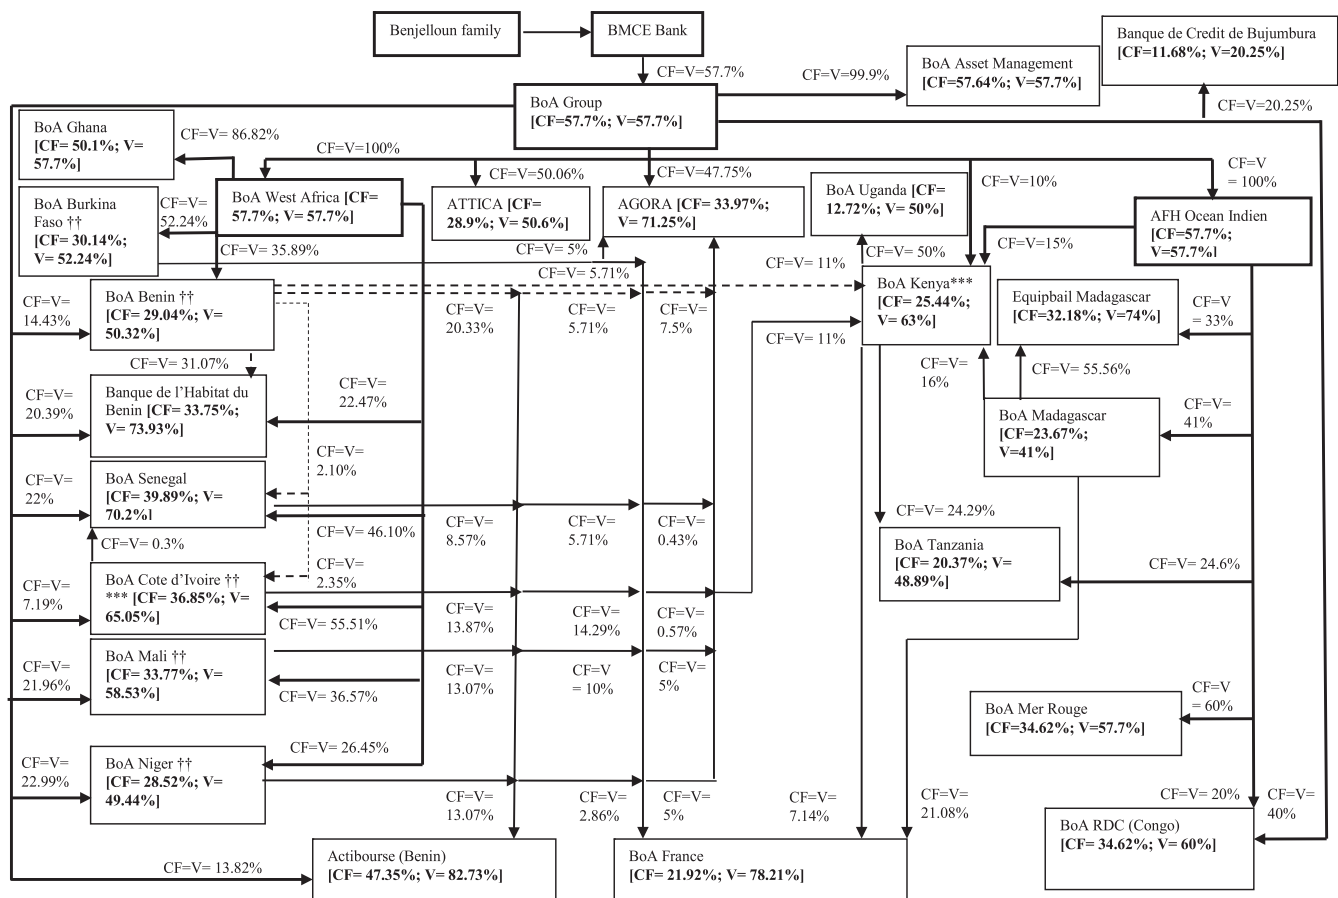 Benjelloun family
BMCE Bank
Banque de Credit de Bujumbura
[CF=11.68%; V=20.25%]
CF=V=57.7%
CF=V=99.9%
BoA Asset Management
[CF=57.64%; V=57.7%]
CF=V=20.25%
BoA Group
[CF=57.7%; V=57.7%]
BoA Ghana
[CF= 50.1%; V=
57.7%]
CF=V= 86.82%
CF=V=100%
CF=V=50.06%
CF=V=47.75%
CF=V=10%
CF=V
= 100%
BoA Burkina
Faso ††
[CF= 30.14%;
V= 52.24%]
CF=V=
52.24%
BoA West Africa [CF=
57.7%; V= 57.7%]
ATTICA [CF=
28.9%; V= 50.6%]
AGORA [CF= 33.97%;
V= 71.25%]
BoA Uganda [CF=
12.72%; V= 50%]
AFH Ocean Indien
[CF=57.7%;
V=57.7%]
CF=V= 35.89%
CF=V= 5%
CF=V= 5.71%
CF=V= 11%
CF=V= 50%
CF=V=15%
CF=V=
14.43%
BoA Benin ††
[CF= 29.04%; V=
50.32%]
CF=V=
20.33%
CF=V=
5.71%
CF=V=
7.5%
BoA Kenya***
[CF= 25.44%;
V= 63%]
Equipbail Madagascar
[CF=32.18%; V=74%]
CF=V
= 33%
CF=V= 11%
CF=V= 31.07%
CF=V=
16%
CF=V= 55.56%
CF=V=
20.39%
Banque de l’Habitat du
Benin [CF= 33.75%;
V= 73.93%]
CF=V=
22.47%
BoA Madagascar
[CF=23.67%;
V=41%]
CF=V=
41%
CF=V=
2.10%
CF=V=
22%
BoA Senegal
[CF= 39.89%; V=
70.2%]
CF=V= 46.10%
CF=V=
8.57%
CF=V=
5.71%
CF=V=
0.43%
CF=V= 24.29%
CF=V= 0.3%
BoA Tanzania
[CF= 20.37%; V=
48.89%]
CF=V= 24.6%
CF=V=
7.19%
BoA Cote d’Ivoire ††
*** [CF= 36.85%; V=
65.05%]
CF=V=
2.35%
CF=V= 55.51%
CF=V=
13.87%
CF=V=
14.29%
CF=V=
0.57%
CF=V=
21.96%
BoA Mali ††
[CF= 33.77%; V=
58.53%]
CF=V= 36.57%
CF=V=
13.07%
CF=V
= 10%
CF=V=
5%
BoA Mer Rouge
[CF=34.62%; V=57.7%]
CF=V
= 60%
CF=V= 26.45%
CF=V=
22.99%
BoA Niger ††
[CF= 28.52%; V=
49.44%]
CF=V=
13.07%
CF=V=
2.86%
CF=V=
5%
CF=V=
7.14%
CF=V=
21.08%
CF=V= 20%
CF=V=
40%
BoA RDC (Congo)
[CF= 34.62%; V= 60%]
CF=V= 13.82%
Actibourse (Benin)
[CF= 47.35%; V= 82.73%]
BoA France
[CF= 21.92%; V= 78.21%]